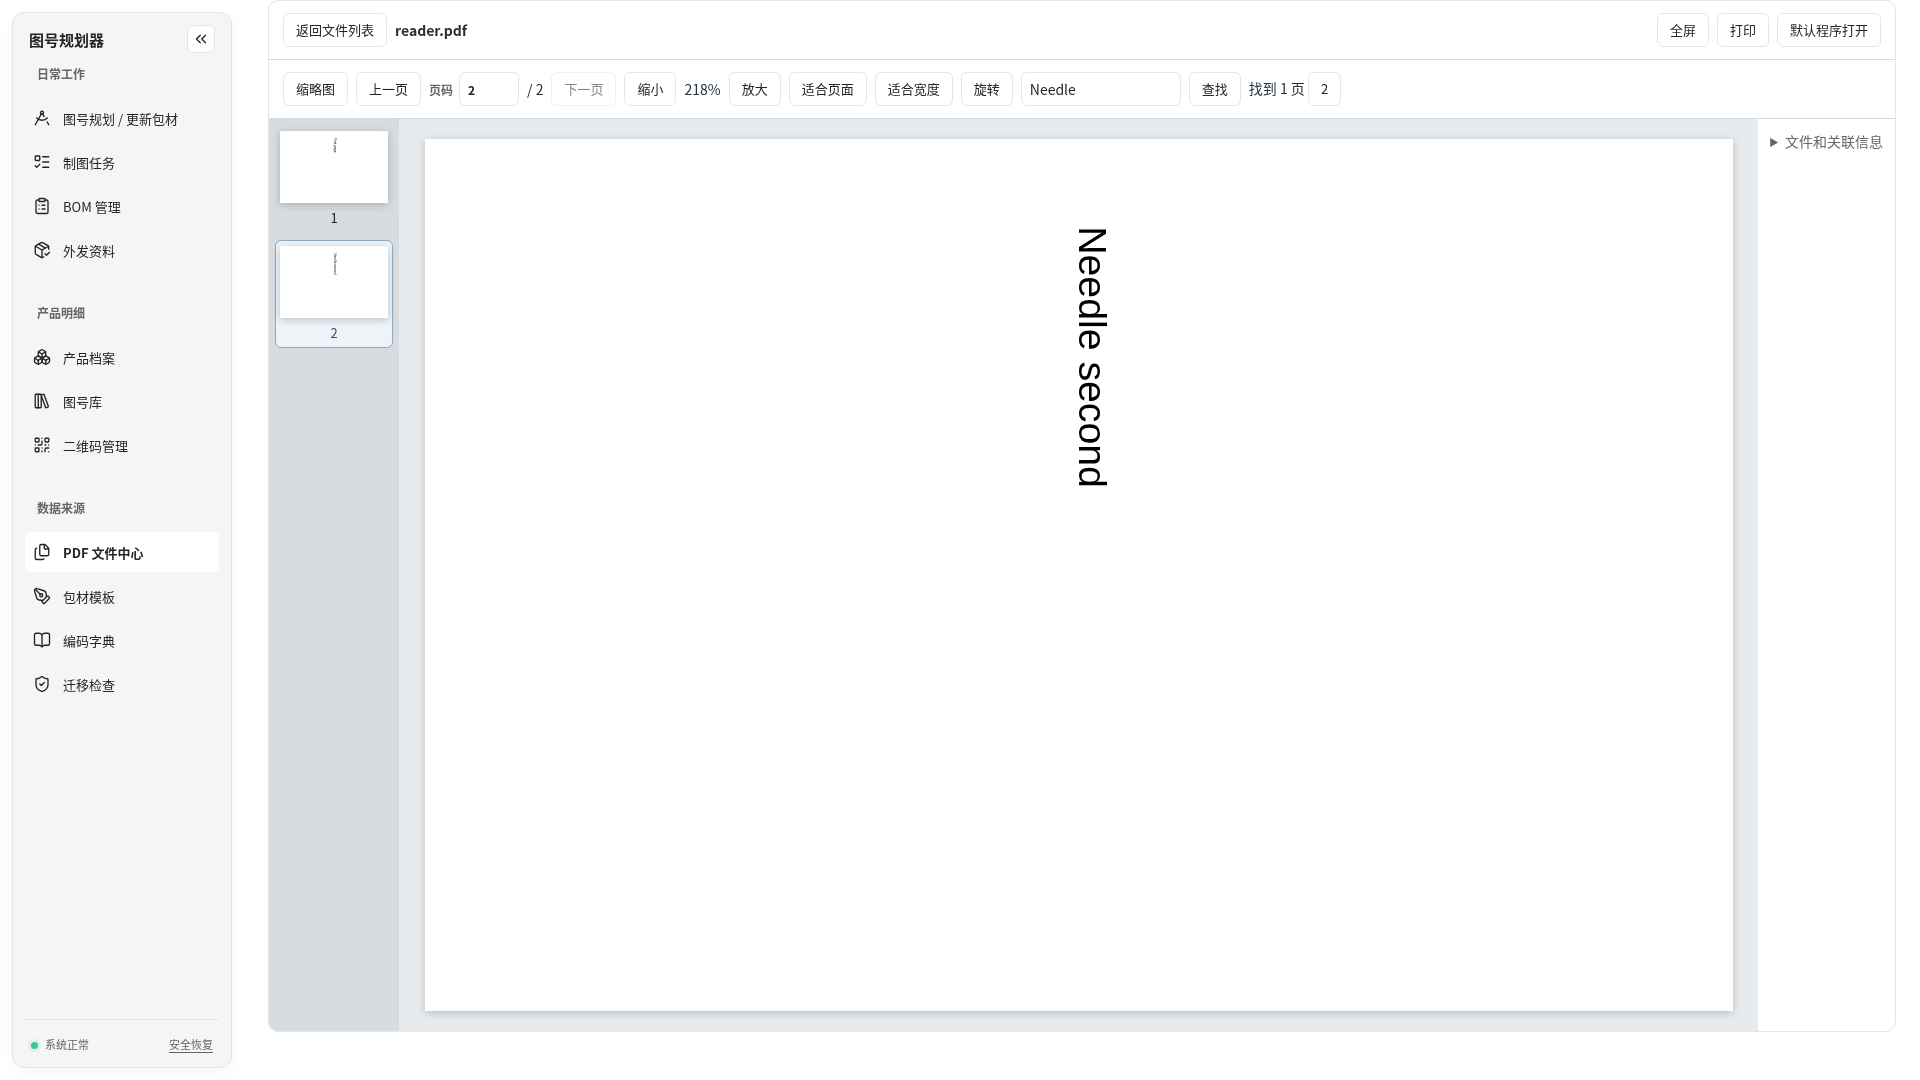 图号规划器
日常工作
图号规划 / 更新包材
制图任务
BOM 管理
外发资料
产品明细
产品档案
图号库
二维码管理
数据来源
PDF 文件中心
包材模板
编码字典
迁移检查
系统正常 安全恢复
返回文件列表 reader.pdf 全屏 打印 默认程序打开
缩略图 上一页 页码 2 / 2 下一页 缩小 218% 放大 适合页面 适合宽度 旋转 Needle 查找 找到 1 页 2
1
2
Needle second
文件和关联信息